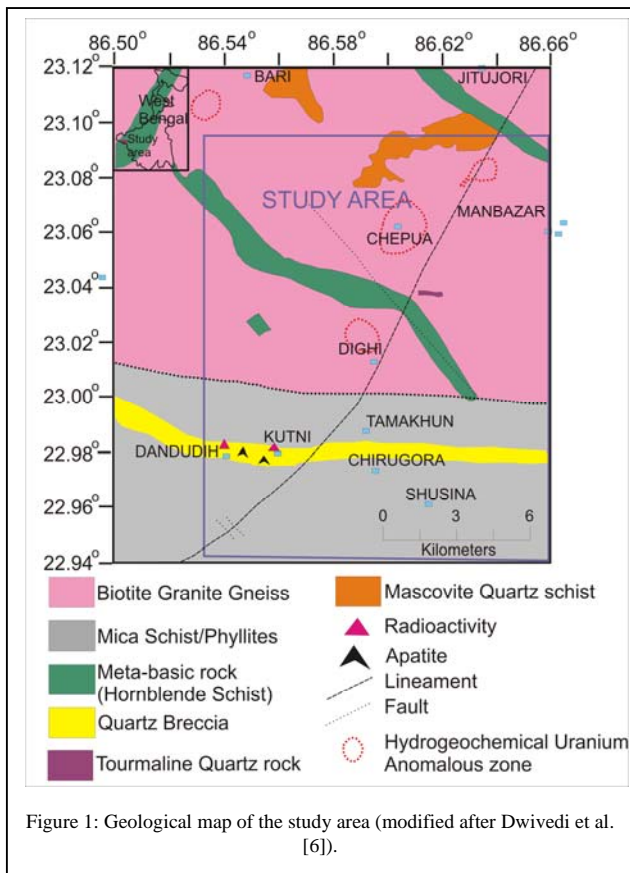 86.50° 86.54° 86.58° 86.62° 86.66°
23.12°
23.10°
23.08°
23.06°
23.04°
23.02°
23.00°
22.98°
22.96°
22.94°
West
Bengal
Study
area
BARI
JITUJORI
STUDY AREA
MANBAZAR
CHEPUA
DIGHI
TAMAKHUN
KUTNI
DANDUDIH
CHIRUGORA
SHUSINA
0 3 6
Kilometers
Biotite Granite Gneiss
Mica Schist/Phyllites
Meta-basic rock
(Hornblende Schist)
Quartz Breccia
Tourmaline Quartz rock
Mascovite Quartz schist
Radioactivity
Apatite
Lineament
Fault
Hydrogeochemical Uranium
Anomalous zone
Figure 1: Geological map of the study area (modified after Dwivedi et al.
[6]).